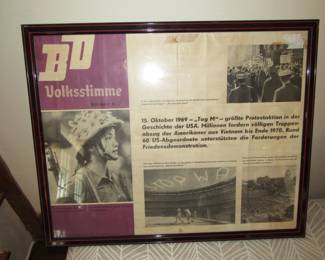 BD
Volksstimme
15. Oktober 1969 – „Tag M“ – größte Protestaktion in der
Geschichte der USA. Millionen fordern völligen Truppen-
abzug der Amerikaner aus Vietnam bis Ende 1970. Rund
60 US-Abgeordnete unterstützten die Forderungen der
Friedensdemonstration.